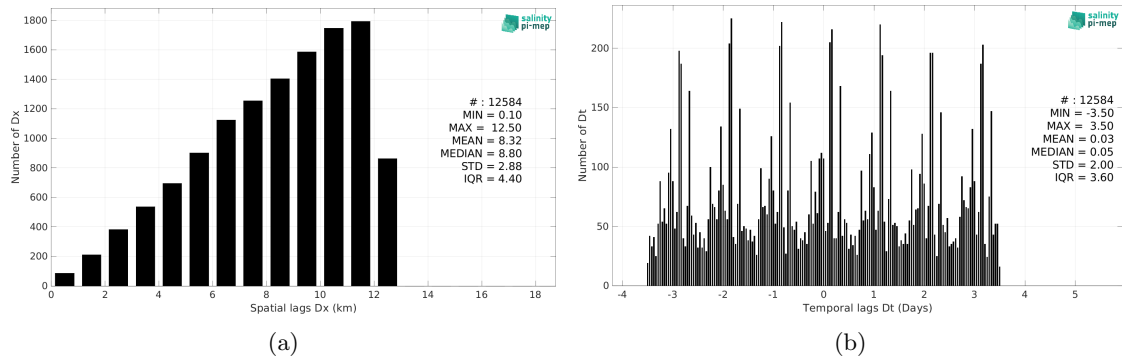 salinity
pi-mep
1800
1600
1400
1200
1000
800
600
400
200
0
Number of Dx
# : 12584
MIN = 0.10
MAX = 12.50
MEAN = 8.32
MEDIAN = 8.80
STD = 2.88
IQR = 4.40
0 2 4 6 8 10 12 14 16 18
Spatial lags Dx (km)
(a)
salinity
pi-mep
200
150
100
50
0
Number of Dt
# : 12584
MIN = -3.50
MAX = 3.50
MEAN = 0.03
MEDIAN = 0.05
STD = 2.00
IQR = 3.60
-4 -3 -2 -1 0 1 2 3 4 5
Temporal lags Dt (Days)
(b)